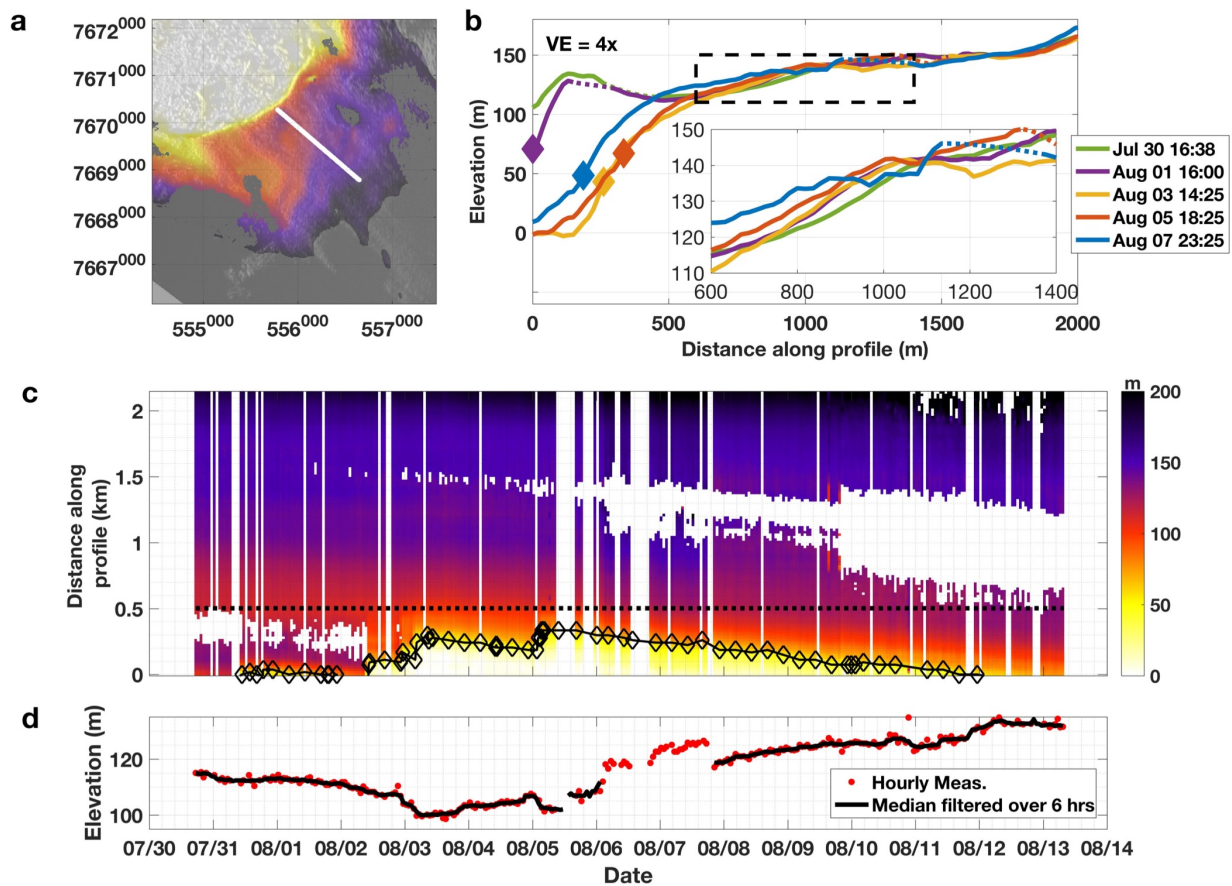 a
7672000
7671000
7670000
7669000
7668000
7667000
555000 556000 557000
b
VE = 4x
Elevation (m)
150
100
50
0
0 500 1000 1500 2000
Distance along profile (m)
150
140
130
120
110
600 800 1000 1200 1400
Jul 30 16:38
Aug 01 16:00
Aug 03 14:25
Aug 05 18:25
Aug 07 23:25
c
Distance along
profile (km)
2
1.5
1
0.5
0
m
200
150
100
50
0
d
Elevation (m)
120
100
Hourly Meas.
Median filtered over 6 hrs
07/30 07/31 08/01 08/02 08/03 08/04 08/05 08/06 08/07 08/08 08/09 08/10 08/11 08/12 08/13 08/14
Date